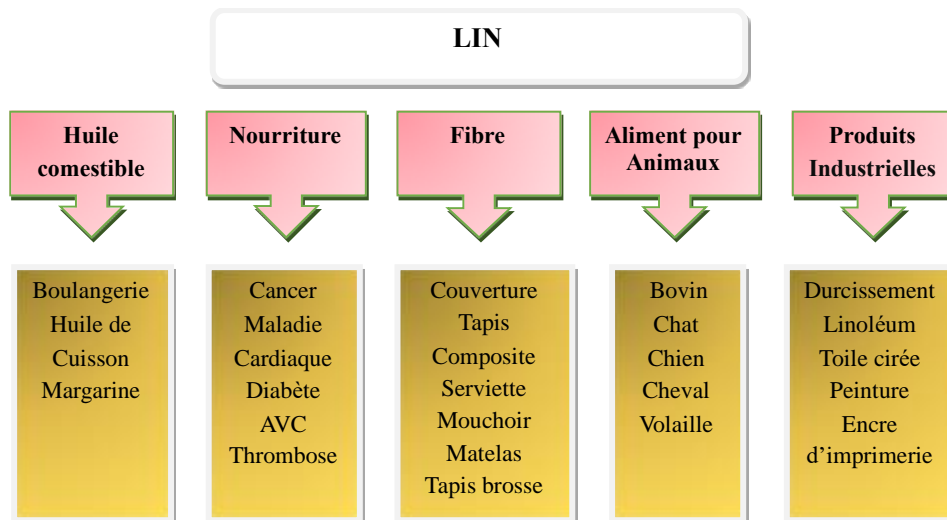 LIN
Huile
comestible
Nourriture
Fibre
Aliment pour
Animaux
Produits
Industrielles
Boulangerie
Huile de
Cuisson
Margarine
Cancer
Maladie
Cardiaque
Diabète
AVC
Thrombose
Couverture
Tapis
Composite
Serviette
Mouchoir
Matelas
Tapis brosse
Bovin
Chat
Chien
Cheval
Volaille
Durcissement
Linoléum
Toile cirée
Peinture
Encre
d’imprimerie